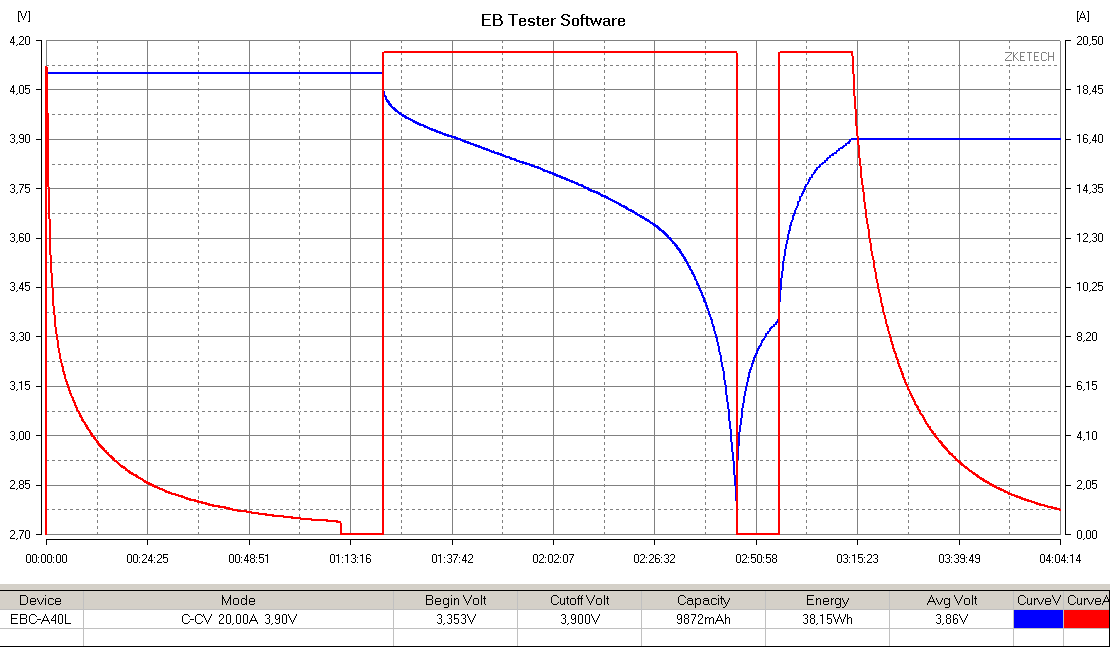 [V] EB Tester Software [A]
ZKETECH
4,20 20,50
4,05 18,45
3,90 16,40
3,75 14,35
3,60 12,30
3,45 10,25
3,30 8,20
3,15 6,15
3,00 4,10
2,85 2,05
2,70 0,00
00:00:00 00:24:25 00:48:51 01:13:16 01:37:42 02:02:07 02:26:32 02:50:58 03:15:23 03:39:49 04:04:14
Device Mode Begin Volt Cutoff Volt Capacity Energy Avg Volt CurveV CurveA
EBC-A40L C-CV 20,00A 3,90V 3,353V 3,900V 9872mAh 38,15Wh 3,86V